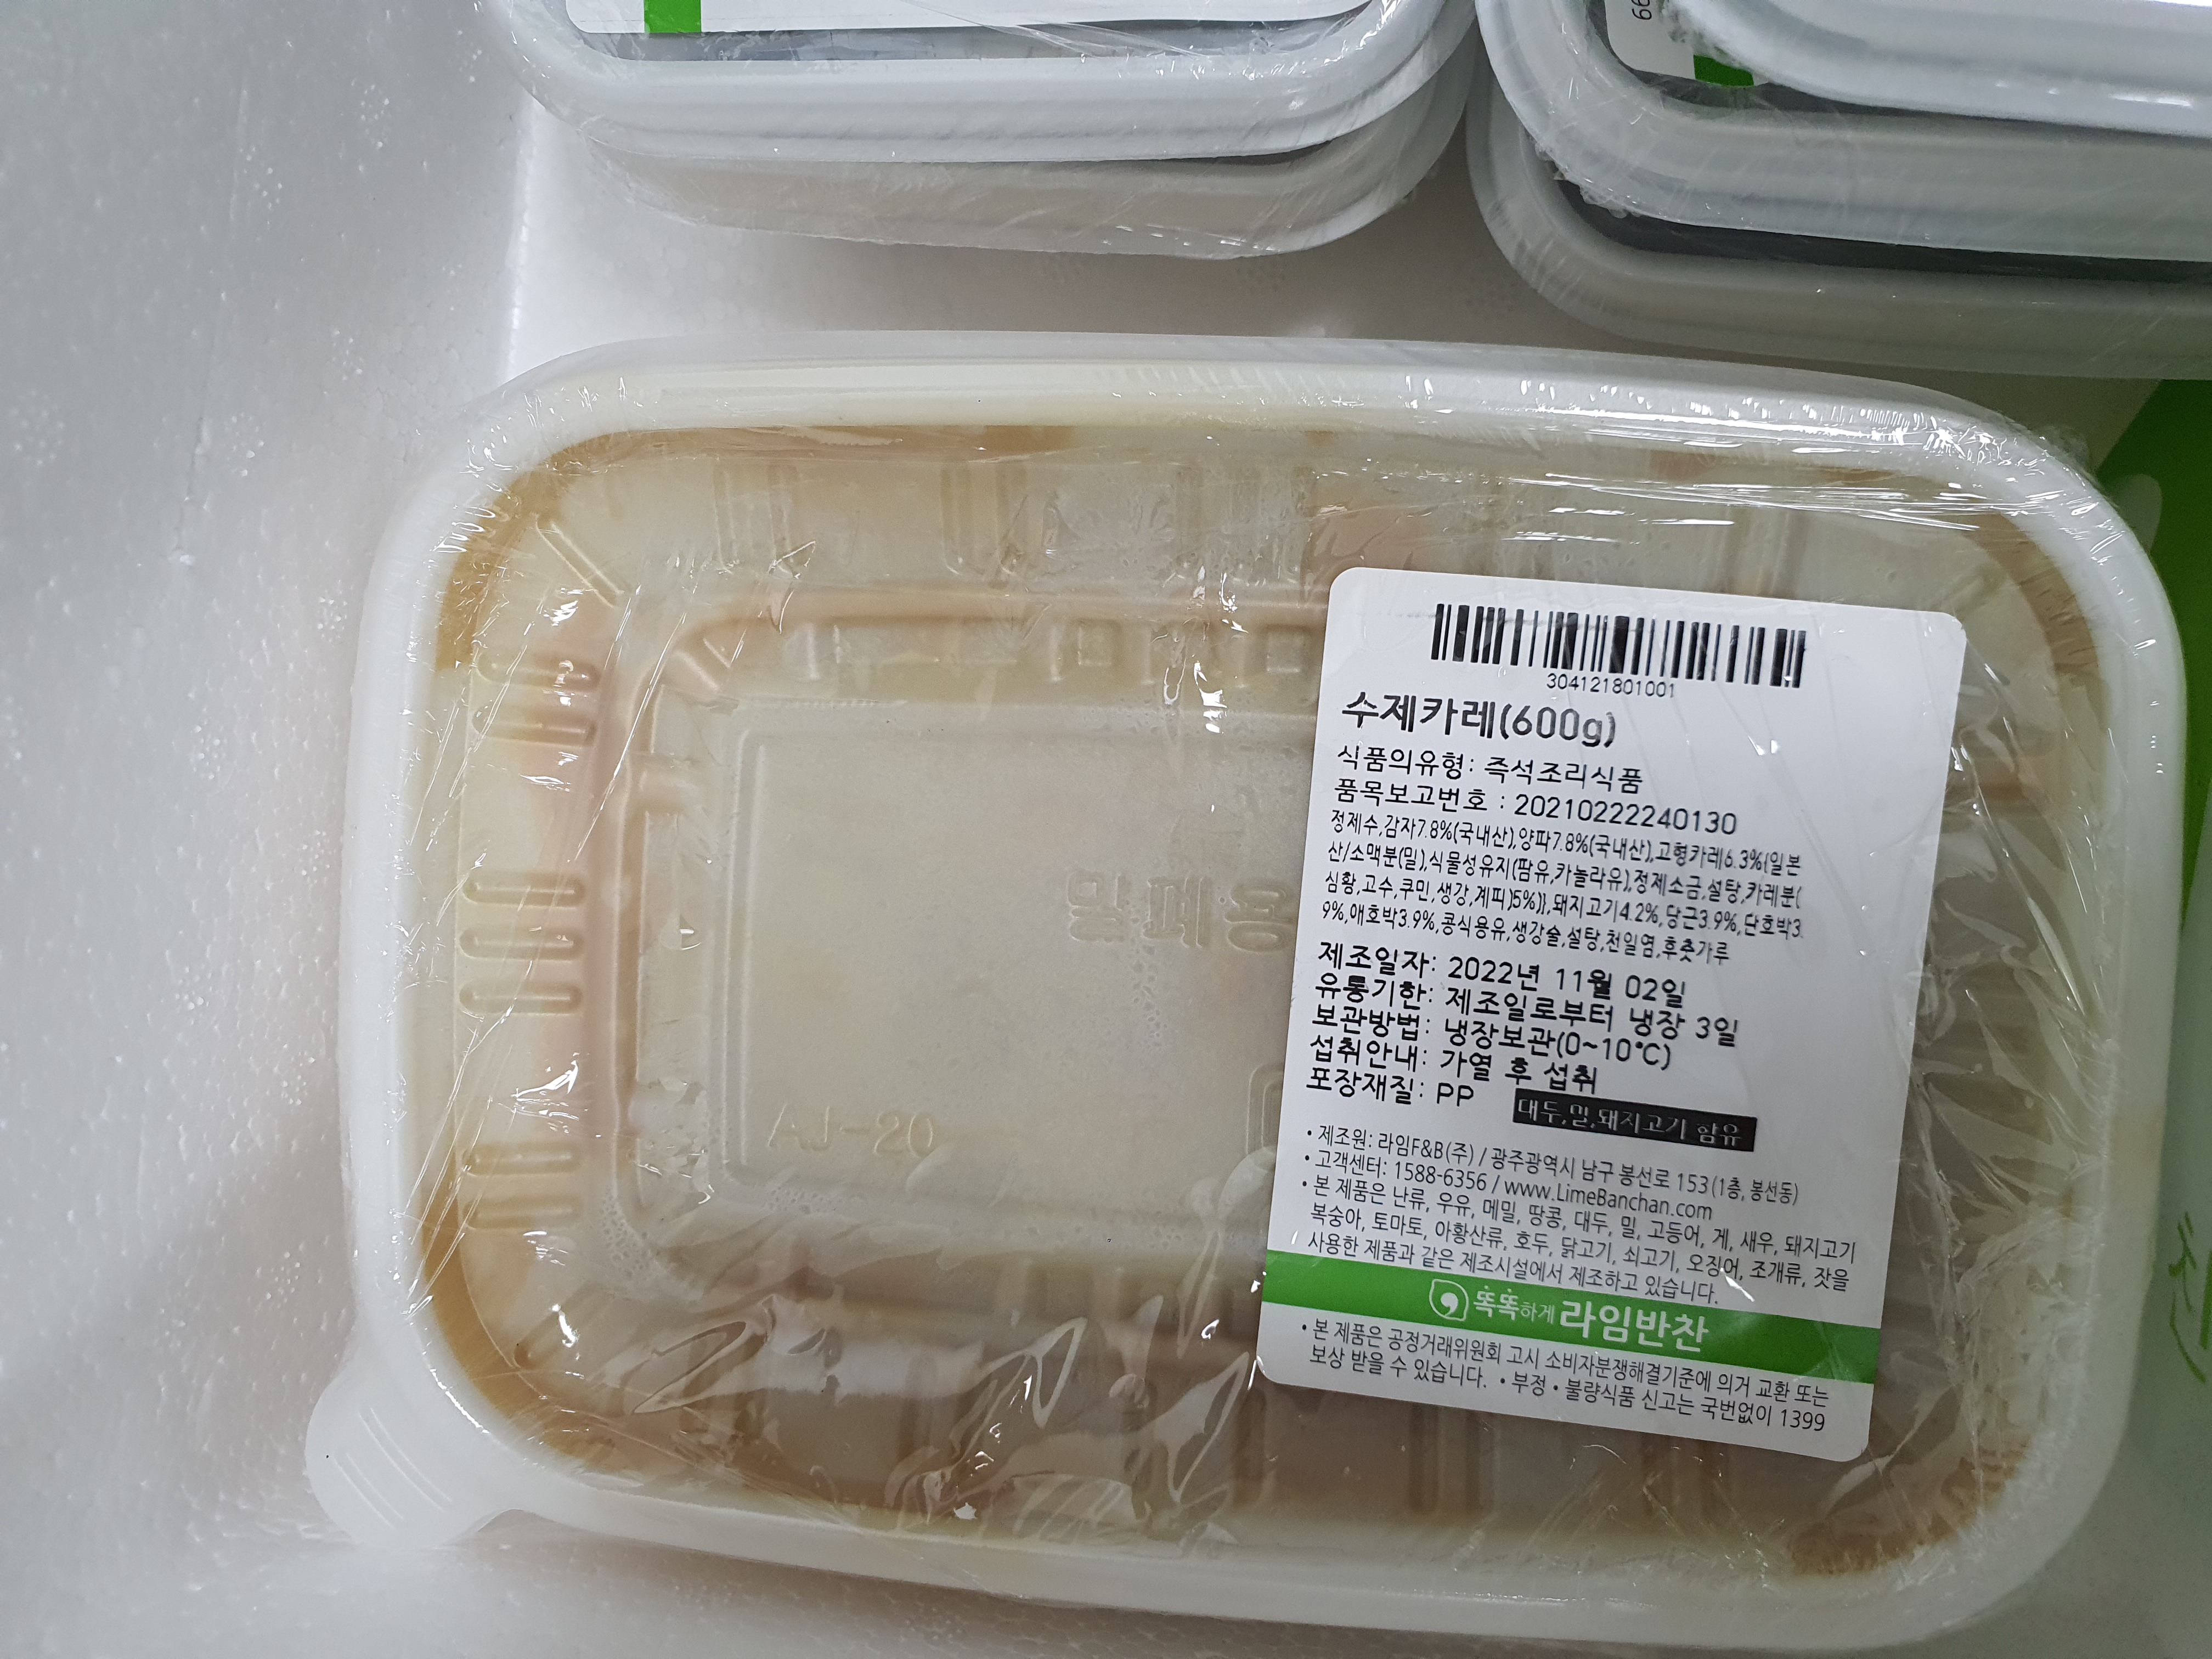 66
304121801001
수제카레(600g)
식품의유형: 즉석조리식품
품목보고번호 : 20210222240130
정제수,감자7.8%(국내산),양파7.8%(국내산),고형카레6.3%{일본
산/소맥분(밀),식물성유지(팜유,카놀라유),정제소금,설탕,카레분(
심황,고수,쿠민,생강,계피)5%)},돼지고기4.2%,당근3.9%,단호박3.
9%,애호박3.9%,콩식용유,생강술,설탕,천일염,후춧가루
제조일자: 2022년 11월 02일
유통기한: 제조일로부터 냉장 3일
보관방법: 냉장보관(0~10℃)
섭취안내: 가열 후 섭취
포장재질: PP
대두,밀,돼지고기 함유
• 제조원: 라임F&B(주) / 광주광역시 남구 봉선로 153(1층, 봉선동)
• 고객센터: 1588-6356 / www.LimeBanchan.com
• 본 제품은 난류, 우유, 메밀, 땅콩, 대두, 밀, 고등어, 게, 새우, 돼지고기
복숭아, 토마토, 아황산류, 호두, 닭고기, 쇠고기, 오징어, 조개류, 잣을
사용한 제품과 같은 제조시설에서 제조하고 있습니다.
똑똑하게 라임반찬
• 본 제품은 공정거래위원회 고시 소비자분쟁해결기준에 의거 교환 또는
보상 받을 수 있습니다. • 부정 • 불량식품 신고는 국번없이 1399
밀폐용
AJ-20